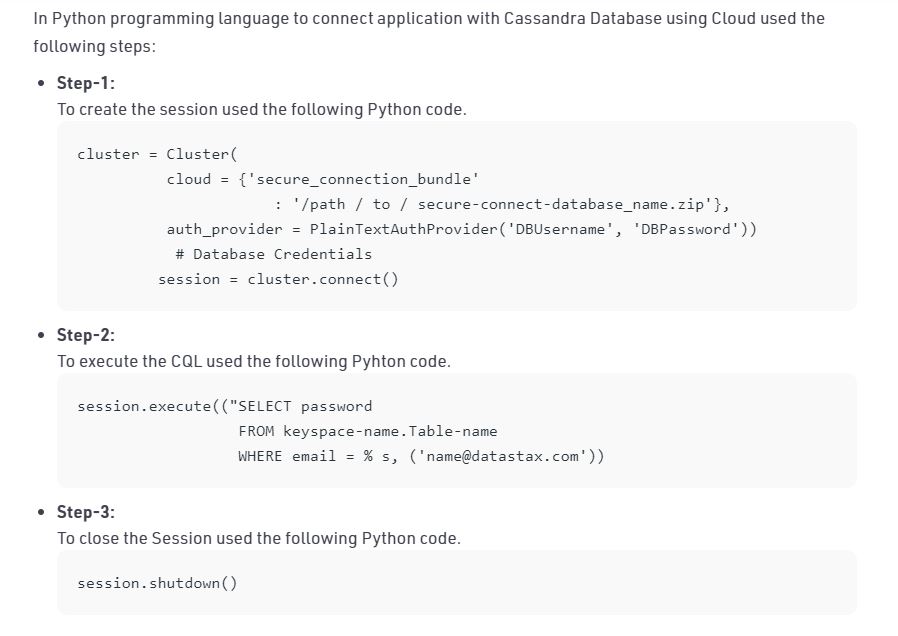 In Python programming language to connect application with Cassandra Database using Cloud used the
following steps:
• Step-1:
To create the session used the following Python code.
cluster = Cluster(
cloud = {'secure_connection_bundle'
: '/path / to / secure-connect-database_name.zip'},
auth_provider = PlainTextAuthProvider('DBUsername', 'DBPassword'))
# Database Credentials
session = cluster.connect()
• Step-2:
To execute the CQL used the following Pyhton code.
session.execute(("SELECT password
FROM keyspace-name.Table-name
WHERE email = % s, ('name@datastax.com'))
• Step-3:
To close the Session used the following Python code.
session.shutdown()